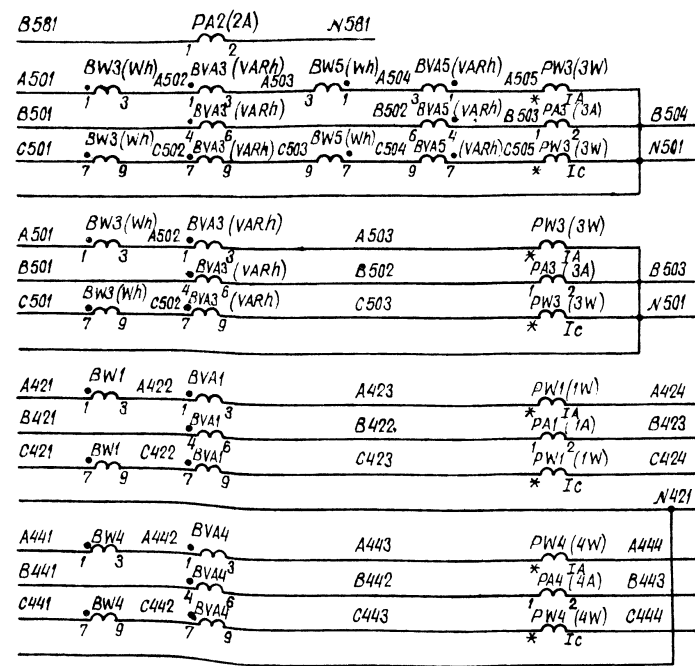 B581 PA2(2A) N581
1 2
A501 BW3(Wh) A502 BVA3(VARh) A503 BW5(Wh) A504 BVA5(VARh) A505 PW3(3W)
1 3 1 3 3 1 3 1 * IA
B501 BVA3(VARh) B502 BVA5(VARh) B503 PA3(3A) B504
4 6 6 4 1 2
C501 BW3(Wh) C502 BVA3(VARh) C503 BW5(Wh) C504 BVA5(VARh) C505 PW3(3W) N501
7 9 7 9 9 7 9 7 * Ic
A501 BW3(Wh) A502 BVA3(VARh) A503 PW3(3W)
1 3 1 3 * IA
B501 BVA3(VARh) B502 PA3(3A) B503
4 6 1 2
C501 BW3(Wh) C502 BVA3(VARh) C503 PW3(3W) N501
7 9 7 9 * Ic
A421 BW1 A422 BVA1 A423 PW1(1W) A424
1 3 1 3 * IA
B421 BVA1 B422 PA1(1A) B423
4 6 1 2
C421 BW1 C422 BVA1 C423 PW1(1W) C424
7 9 7 9 * Ic
N421
A441 BW4 A442 BVA4 A443 PW4(4W) A444
1 3 1 3 * IA
B441 BVA4 B442 PA4(4A) B443
4 6 1 2
C441 BW4 C442 BVA4 C443 PW4(4W) C444
7 9 7 9 * Ic